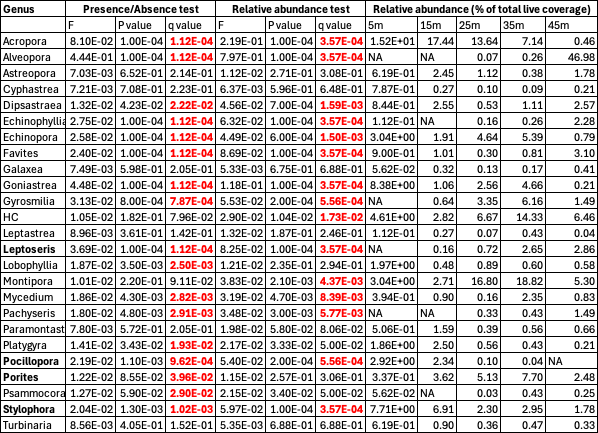 Genus Presence/Absence test Relative abundance test Relative abundance (% of total live coverage)
F P value q value F P value q value 5m 15m 25m 35m 45m
Acropora 8.10E-02 1.00E-04 1.12E-04 2.19E-01 1.00E-04 3.57E-04 1.52E+01 17.44 13.64 7.14 0.46
Alveopora 4.44E-01 1.00E-04 1.12E-04 7.97E-01 1.00E-04 3.57E-04 NA NA 0.07 0.26 46.98
Astreopora 7.03E-03 6.52E-01 2.14E-01 1.12E-02 2.71E-01 3.08E-01 6.19E-01 2.45 1.12 0.38 1.78
Cyphastrea 7.21E-03 7.08E-01 2.23E-01 6.37E-03 5.96E-01 6.48E-01 7.87E-01 0.27 0.10 0.09 0.21
Dipsastraea 1.32E-02 4.23E-02 2.22E-02 4.56E-02 7.00E-04 1.59E-03 8.44E-01 2.55 0.53 1.11 2.57
Echinophyllia 2.75E-02 1.00E-04 1.12E-04 6.32E-02 1.00E-04 3.57E-04 1.12E-01 NA 0.16 0.26 2.28
Echinopora 2.58E-02 1.00E-04 1.12E-04 4.49E-02 6.00E-04 1.50E-03 3.04E+00 1.91 4.64 5.39 0.79
Favites 2.40E-02 1.00E-04 1.12E-04 8.69E-02 1.00E-04 3.57E-04 9.00E-01 1.01 0.30 0.81 3.10
Galaxea 7.49E-03 5.98E-01 2.05E-01 5.33E-03 6.75E-01 6.88E-01 5.62E-02 0.32 0.13 0.17 0.41
Goniastrea 4.48E-02 1.00E-04 1.12E-04 1.18E-01 1.00E-04 3.57E-04 8.38E+00 1.06 2.56 4.66 0.21
Gyrosmilia 3.13E-02 8.00E-04 7.87E-04 5.53E-02 2.00E-04 5.56E-04 NA 0.64 3.35 6.16 1.49
HC 1.05E-02 1.82E-01 7.96E-02 2.90E-02 1.04E-02 1.73E-02 4.61E+00 2.82 6.67 14.33 6.46
Leptastrea 8.96E-03 3.61E-01 1.42E-01 1.32E-02 1.87E-01 2.46E-01 1.12E-01 0.27 0.07 0.43 0.04
Leptoseris 3.69E-02 1.00E-04 1.12E-04 8.25E-02 1.00E-04 3.57E-04 NA 0.16 0.72 2.65 2.86
Lobophyllia 1.87E-02 3.50E-03 2.50E-03 1.21E-02 2.35E-01 2.94E-01 1.97E+00 0.48 0.89 0.60 0.58
Montipora 1.01E-02 2.20E-01 9.11E-02 3.83E-02 2.10E-03 4.37E-03 3.04E+00 2.71 16.80 18.82 5.30
Mycedium 1.86E-02 4.30E-03 2.82E-03 3.19E-02 4.70E-03 8.39E-03 3.94E-01 0.90 0.16 2.35 0.83
Pachyseris 1.80E-02 4.80E-03 2.91E-03 3.48E-02 3.00E-03 5.77E-03 NA NA 0.33 0.43 1.49
Paramontast 7.80E-03 5.72E-01 2.05E-01 1.98E-02 5.80E-02 8.06E-02 5.06E-01 1.59 0.39 0.56 0.66
Platygyra 1.41E-02 3.43E-02 1.93E-02 2.17E-02 3.33E-02 5.00E-02 1.86E+00 2.50 0.56 0.43 0.21
Pocillopora 2.19E-02 1.10E-03 9.62E-04 5.40E-02 2.00E-04 5.56E-04 2.92E+00 2.34 0.10 0.04 NA
Porites 1.22E-02 8.55E-02 3.96E-02 1.15E-02 2.57E-01 3.06E-01 3.37E-01 3.62 5.13 7.70 2.48
Psammocora 1.27E-02 5.90E-02 2.90E-02 2.15E-02 3.40E-02 5.00E-02 5.62E-02 NA 0.03 0.43 0.25
Stylophora 2.04E-02 1.30E-03 1.02E-03 5.97E-02 1.00E-04 3.57E-04 7.71E+00 6.91 2.30 2.95 1.78
Turbinaria 8.56E-03 4.05E-01 1.52E-01 5.35E-03 6.88E-01 6.88E-01 6.19E-01 0.90 0.36 0.47 0.33